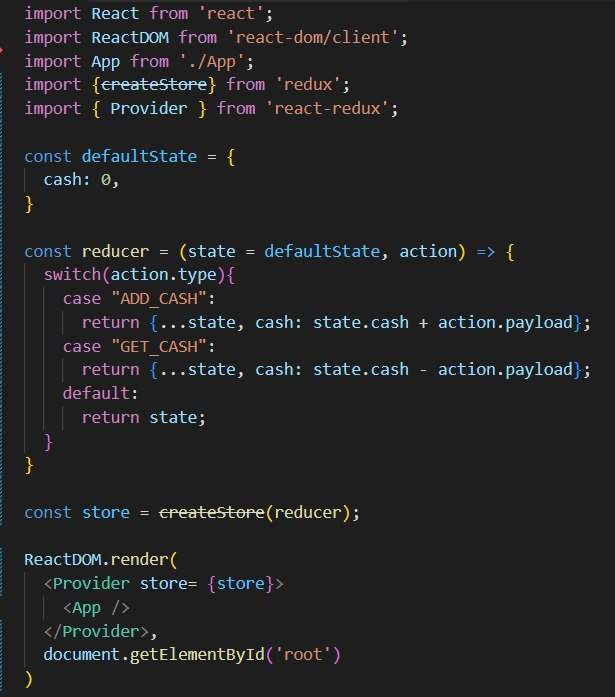 import React from 'react';
import ReactDOM from 'react-dom/client';
import App from './App';
import {createStore} from 'redux';
import { Provider } from 'react-redux';

const defaultState = {
  cash: 0,
}

const reducer = (state = defaultState, action) => {
  switch(action.type){
    case "ADD_CASH":
      return {...state, cash: state.cash + action.payload};
    case "GET_CASH":
      return {...state, cash: state.cash - action.payload};
    default:
      return state;
  }
}

const store = createStore(reducer);

ReactDOM.render(
  <Provider store= {store}>
    <App />
  </Provider>,
  document.getElementById('root')
)